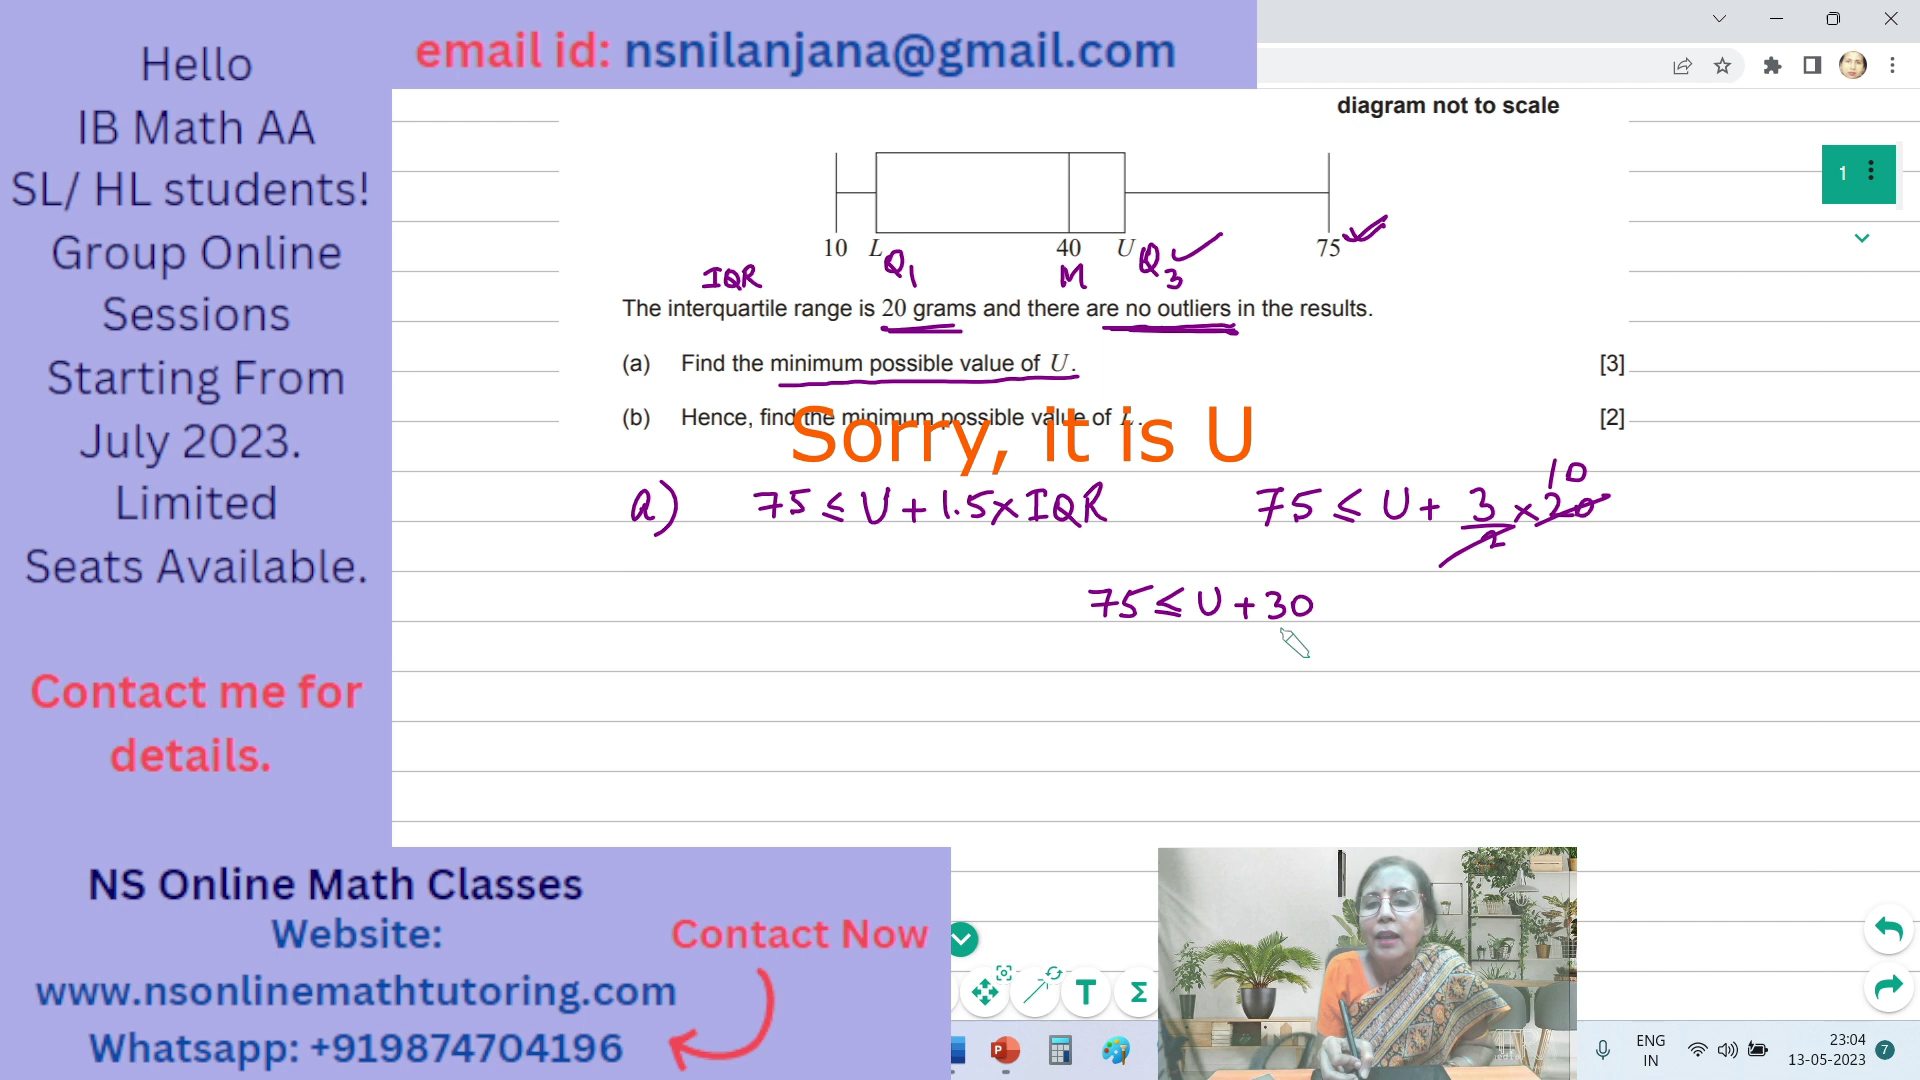 Hello
IB Math AA
SL/ HL students!
Group Online
Sessions
Starting From
July 2023.
Limited
Seats Available.
Contact me for
details.
email id: nsnilanjana@gmail.com
diagram not to scale
1
10 L 40 U 75
IQR Q1 M Q3
The interquartile range is 20 grams and there are no outliers in the results.
(a) Find the minimum possible value of U. [3]
(b) Hence, find the minimum possible value of L. [2]
Sorry, it is U
a) 75 ≤ U + 1.5 × IQR 75 ≤ U + 3/2 × 20 10
75 ≤ U + 30
NS Online Math Classes
Website:
www.nsonlinemathtutoring.com
Whatsapp: +919874704196
Contact Now
T Σ
P
ENG
IN
23:04
13-05-2023
7